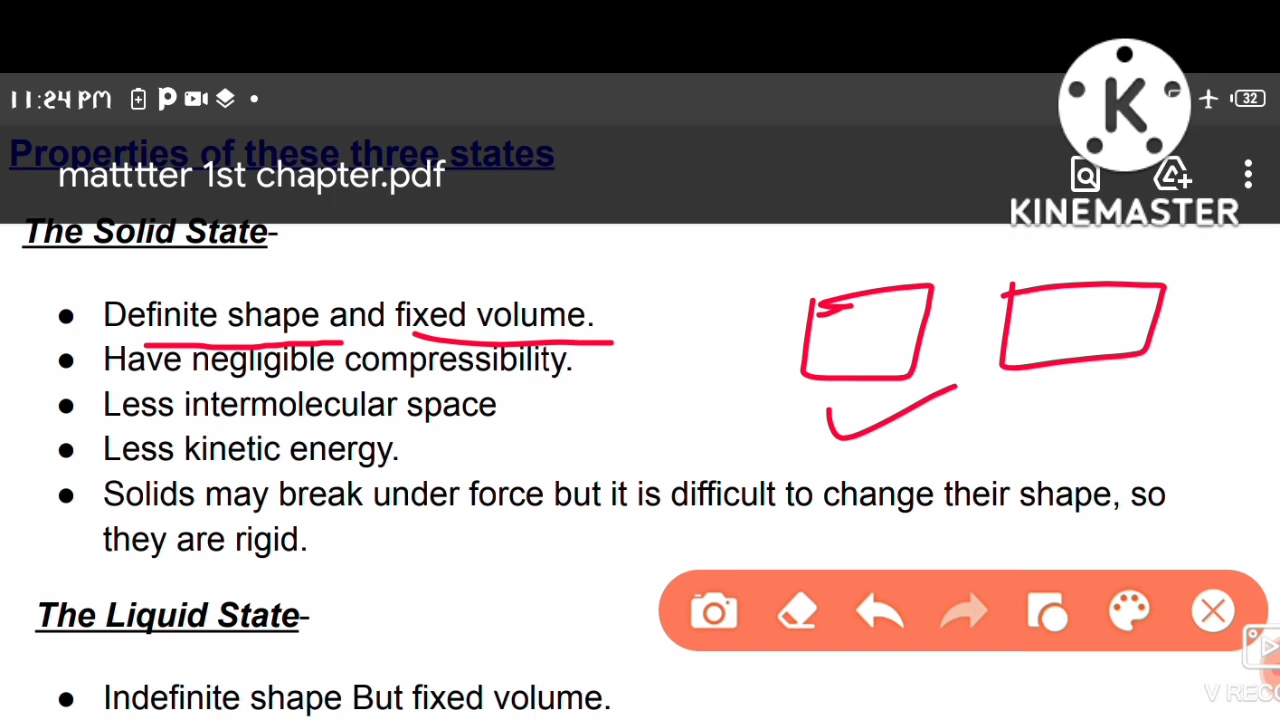 11:24 PM
32
Properties of these three states
matttter 1st chapter.pdf
KINEMASTER
The Solid State-
● Definite shape and fixed volume.
● Have negligible compressibility.
● Less intermolecular space
● Less kinetic energy.
● Solids may break under force but it is difficult to change their shape, so
they are rigid.
The Liquid State-
V REC
● Indefinite shape But fixed volume.